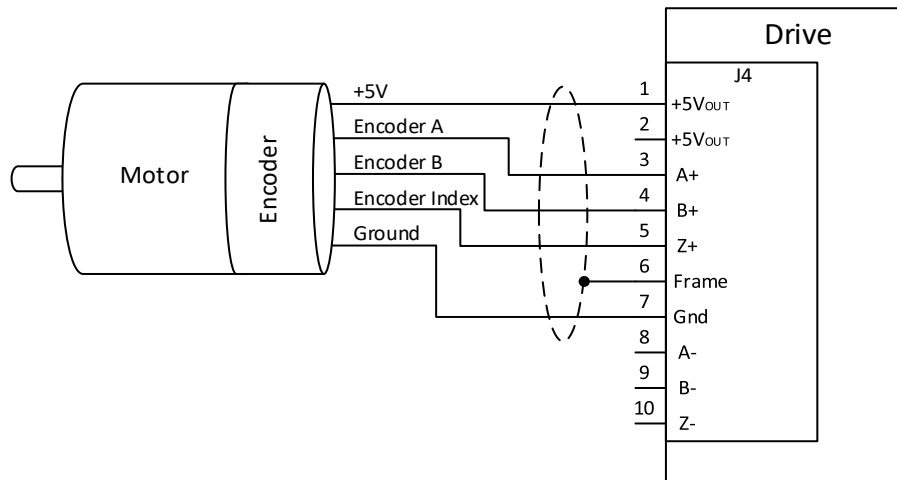 Drive
J4
+5V
1
+5VOUT
Encoder A
2
+5VOUT
Motor
Encoder
Encoder B
3
A+
4
B+
Encoder Index
5
Z+
Ground
6
Frame
7
Gnd
8
A-
9
B-
10
Z-